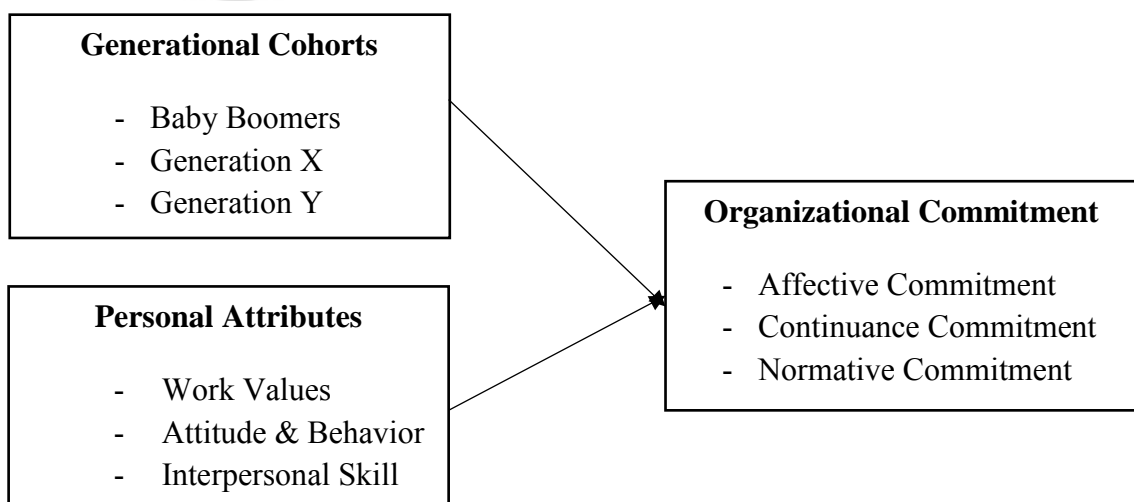 Generational Cohorts
- Baby Boomers
- Generation X
- Generation Y
Personal Attributes
- Work Values
- Attitude & Behavior
- Interpersonal Skill
Organizational Commitment
- Affective Commitment
- Continuance Commitment
- Normative Commitment